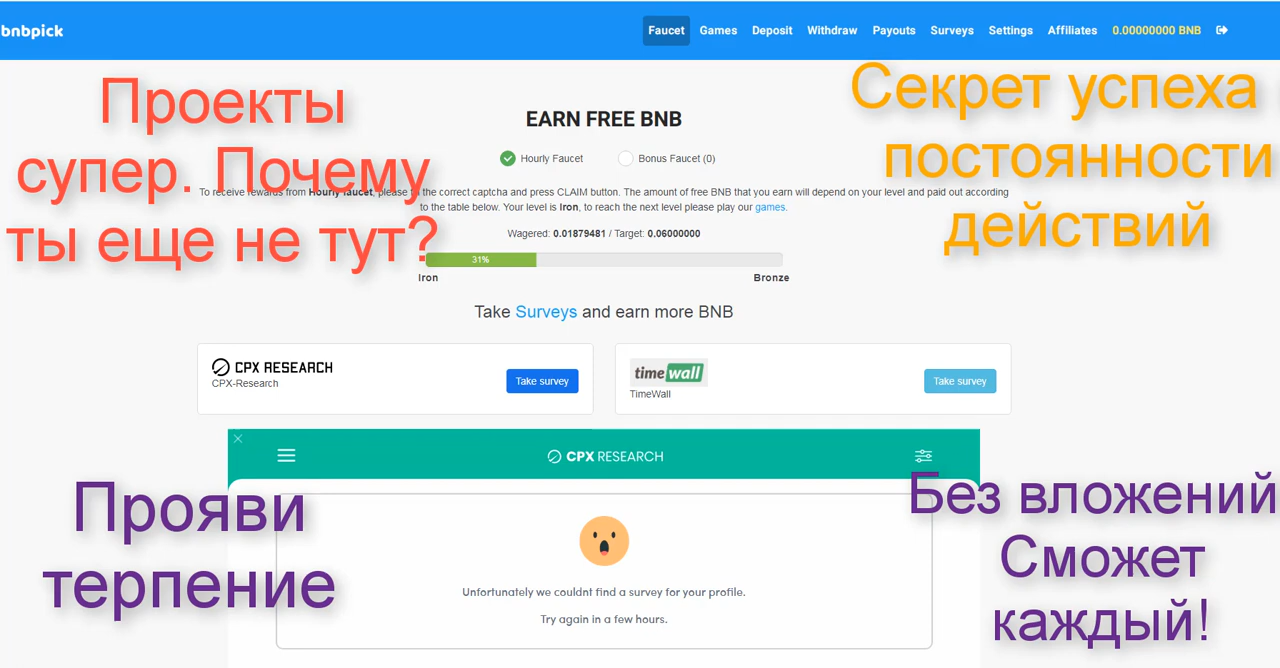 bnbpick
Faucet Games Deposit Withdraw Payouts Surveys Settings Affiliates 0.00000000 BNB
Проекты
супер. Почему
ты еще не тут?
Секрет успеха
постоянности
действий
EARN FREE BNB
Hourly Faucet Bonus Faucet (0)
To receive rewards from Hourly faucet, please the correct captcha and press CLAIM button. The amount of free BNB that you earn will depend on your level and paid out according
to the table below. Your level is Iron, to reach the next level please play our games.
Wagered: 0.01879481 / Target: 0.06000000
31%
Iron Bronze
Take Surveys and earn more BNB
CPX RESEARCH
CPX-Research
Take survey
timewall
TimeWall
Take survey
CPX RESEARCH
Прояви
терпение
Без вложений
Сможет
каждый!
Unfortunately we couldnt find a survey for your profile.
Try again in a few hours.